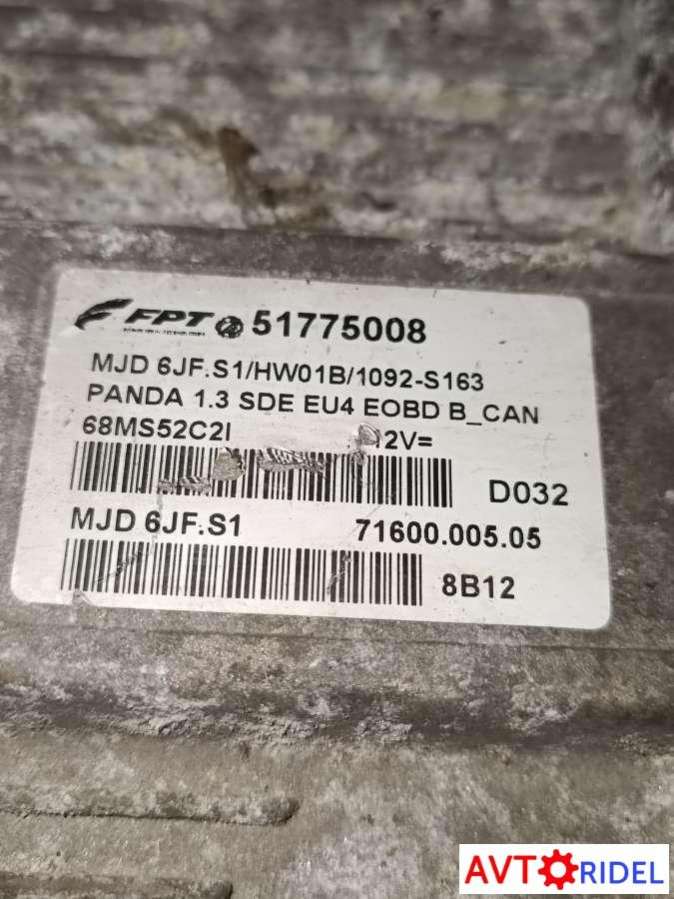 FPT 51775008
MJD 6JF.S1/HW01B/1092-S163
PANDA 1.3 SDE EU4 EOBD B_CAN
68MS52C2I 2V=
D032
MJD 6JF.S1 71600.005.05
8B12
AVTORIDEL